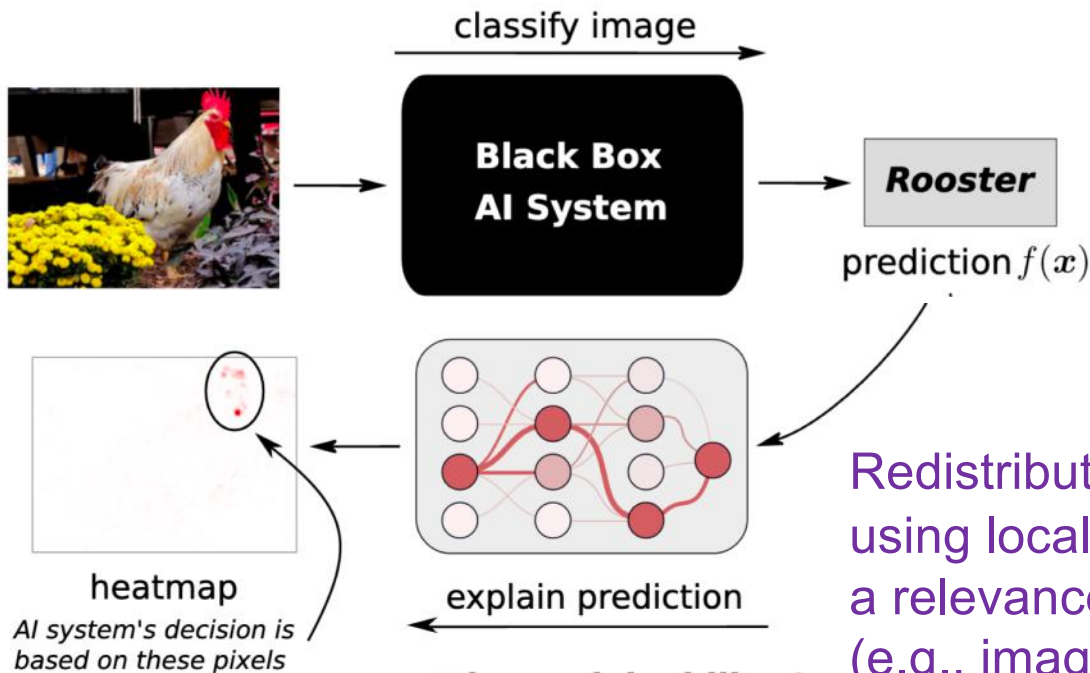 classify image
Black Box
AI System
Rooster
prediction f(x)
heatmap
AI system's decision is
based on these pixels
explain prediction
using local
a relevance
(e.g., imag